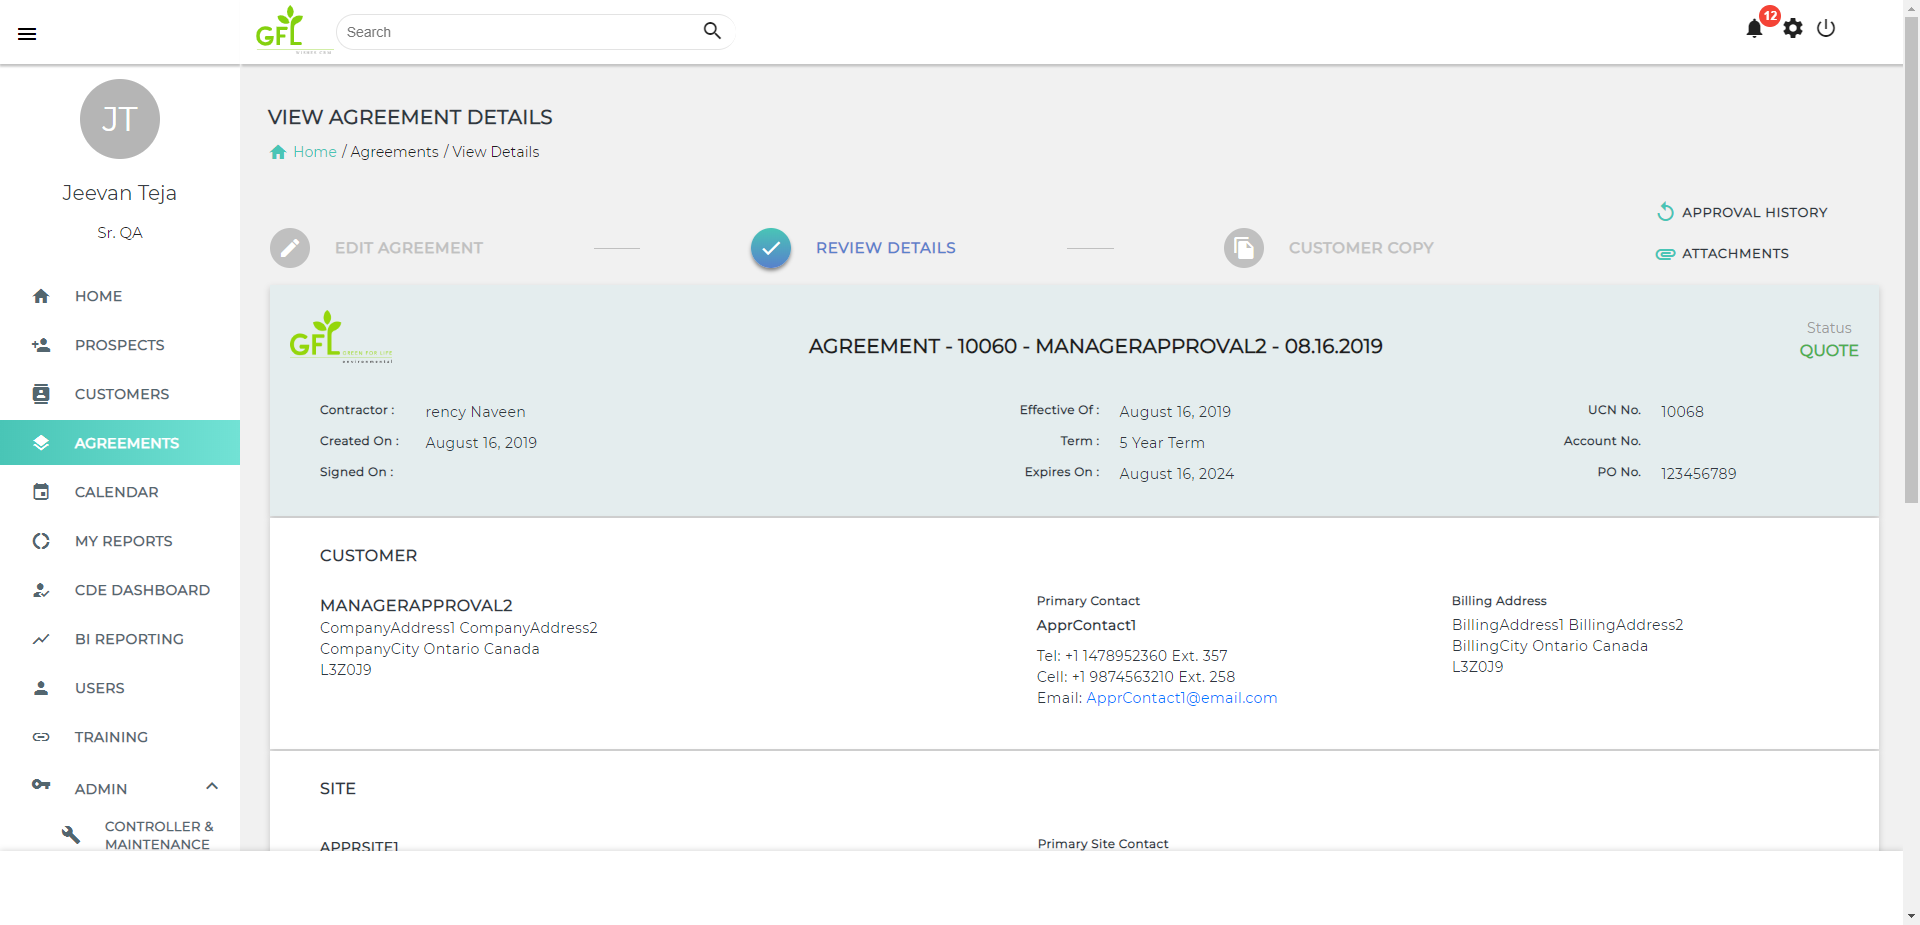 GFL
Search
12
JT
Jeevan Teja
Sr. QA
HOME
PROSPECTS
CUSTOMERS
AGREEMENTS
CALENDAR
MY REPORTS
CDE DASHBOARD
BI REPORTING
USERS
TRAINING
ADMIN
CONTROLLER &
MAINTENANCE
VIEW AGREEMENT DETAILS
Home / Agreements / View Details
EDIT AGREEMENT
REVIEW DETAILS
CUSTOMER COPY
APPROVAL HISTORY
ATTACHMENTS
GFL
GREEN FOR LIFE
environmental
AGREEMENT - 10060 - MANAGERAPPROVAL2 - 08.16.2019
Status
QUOTE
Contractor : rency Naveen
Created On : August 16, 2019
Signed On :
Effective Of : August 16, 2019
Term : 5 Year Term
Expires On : August 16, 2024
UCN No. 10068
Account No.
PO No. 123456789
CUSTOMER
MANAGERAPPROVAL2
CompanyAddress1 CompanyAddress2
CompanyCity Ontario Canada
L3Z0J9
Primary Contact
ApprContact1
Tel: +1 1478952360 Ext. 357
Cell: +1 9874563210 Ext. 258
Email: ApprContact1@email.com
Billing Address
BillingAddress1 BillingAddress2
BillingCity Ontario Canada
L3Z0J9
SITE
APPRSITE1
Primary Site Contact